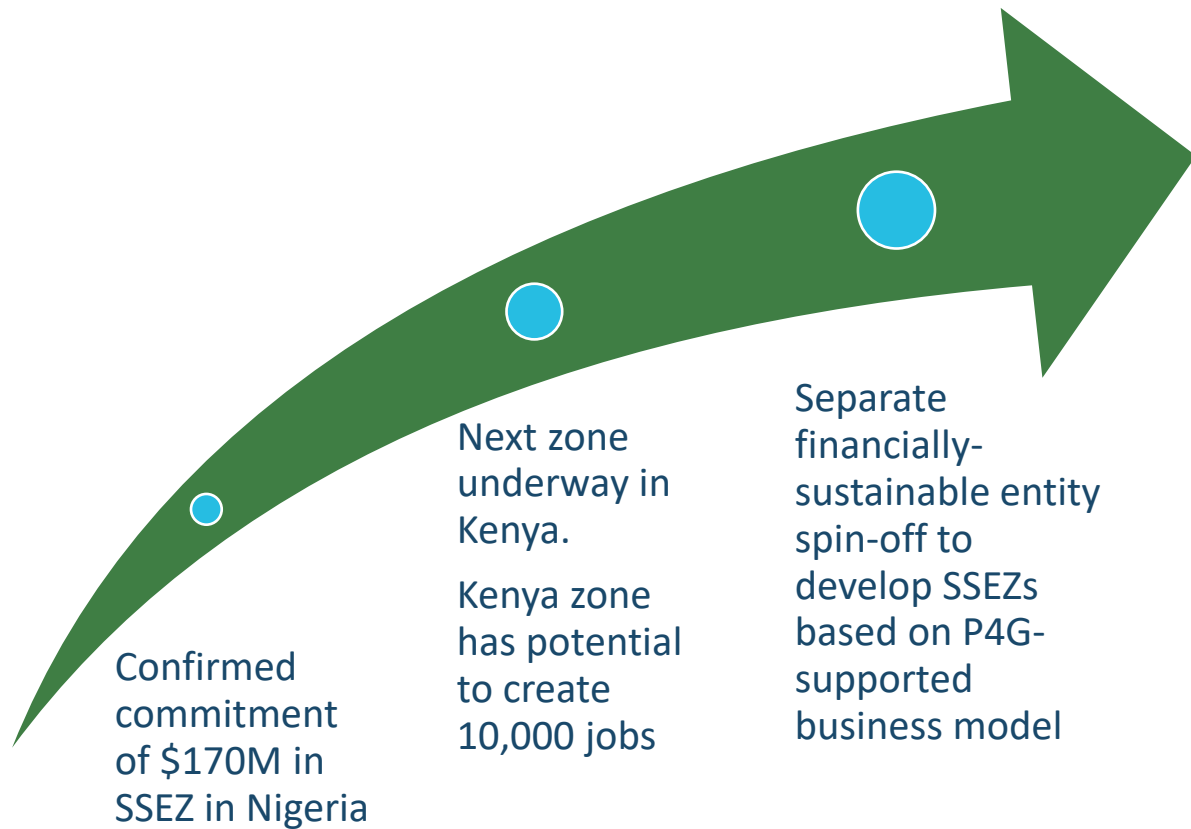 Confirmed
commitment
of $170M in
SSEZ in Nigeria
Next zone
underway in
Kenya.
Kenya zone
has potential
to create
10,000 jobs
Separate
financially-
sustainable entity
spin-off to
develop SSEZs
based on P4G-
supported
business model